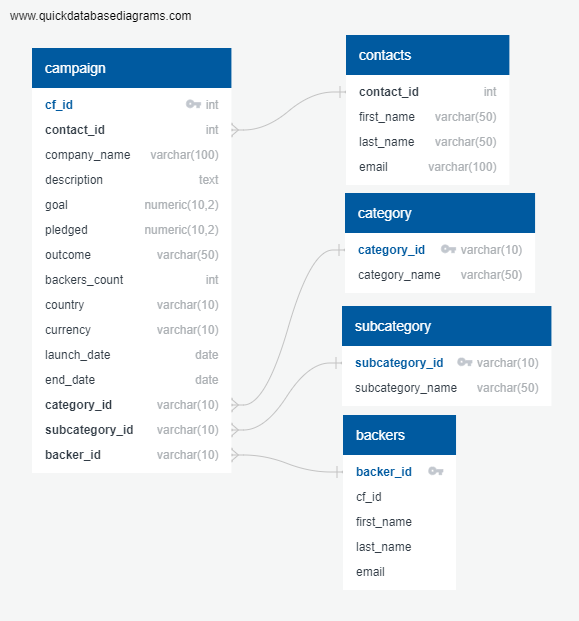 www.quickdatabasediagrams.com
campaign
cf_id int
contact_id int
company_name varchar(100)
description text
goal numeric(10,2)
pledged numeric(10,2)
outcome varchar(50)
backers_count int
country varchar(10)
currency varchar(10)
launch_date date
end_date date
category_id varchar(10)
subcategory_id varchar(10)
backer_id varchar(10)
contacts
contact_id int
first_name varchar(50)
last_name varchar(50)
email varchar(100)
category
category_id varchar(10)
category_name varchar(50)
subcategory
subcategory_id varchar(10)
subcategory_name varchar(50)
backers
backer_id
cf_id
first_name
last_name
email